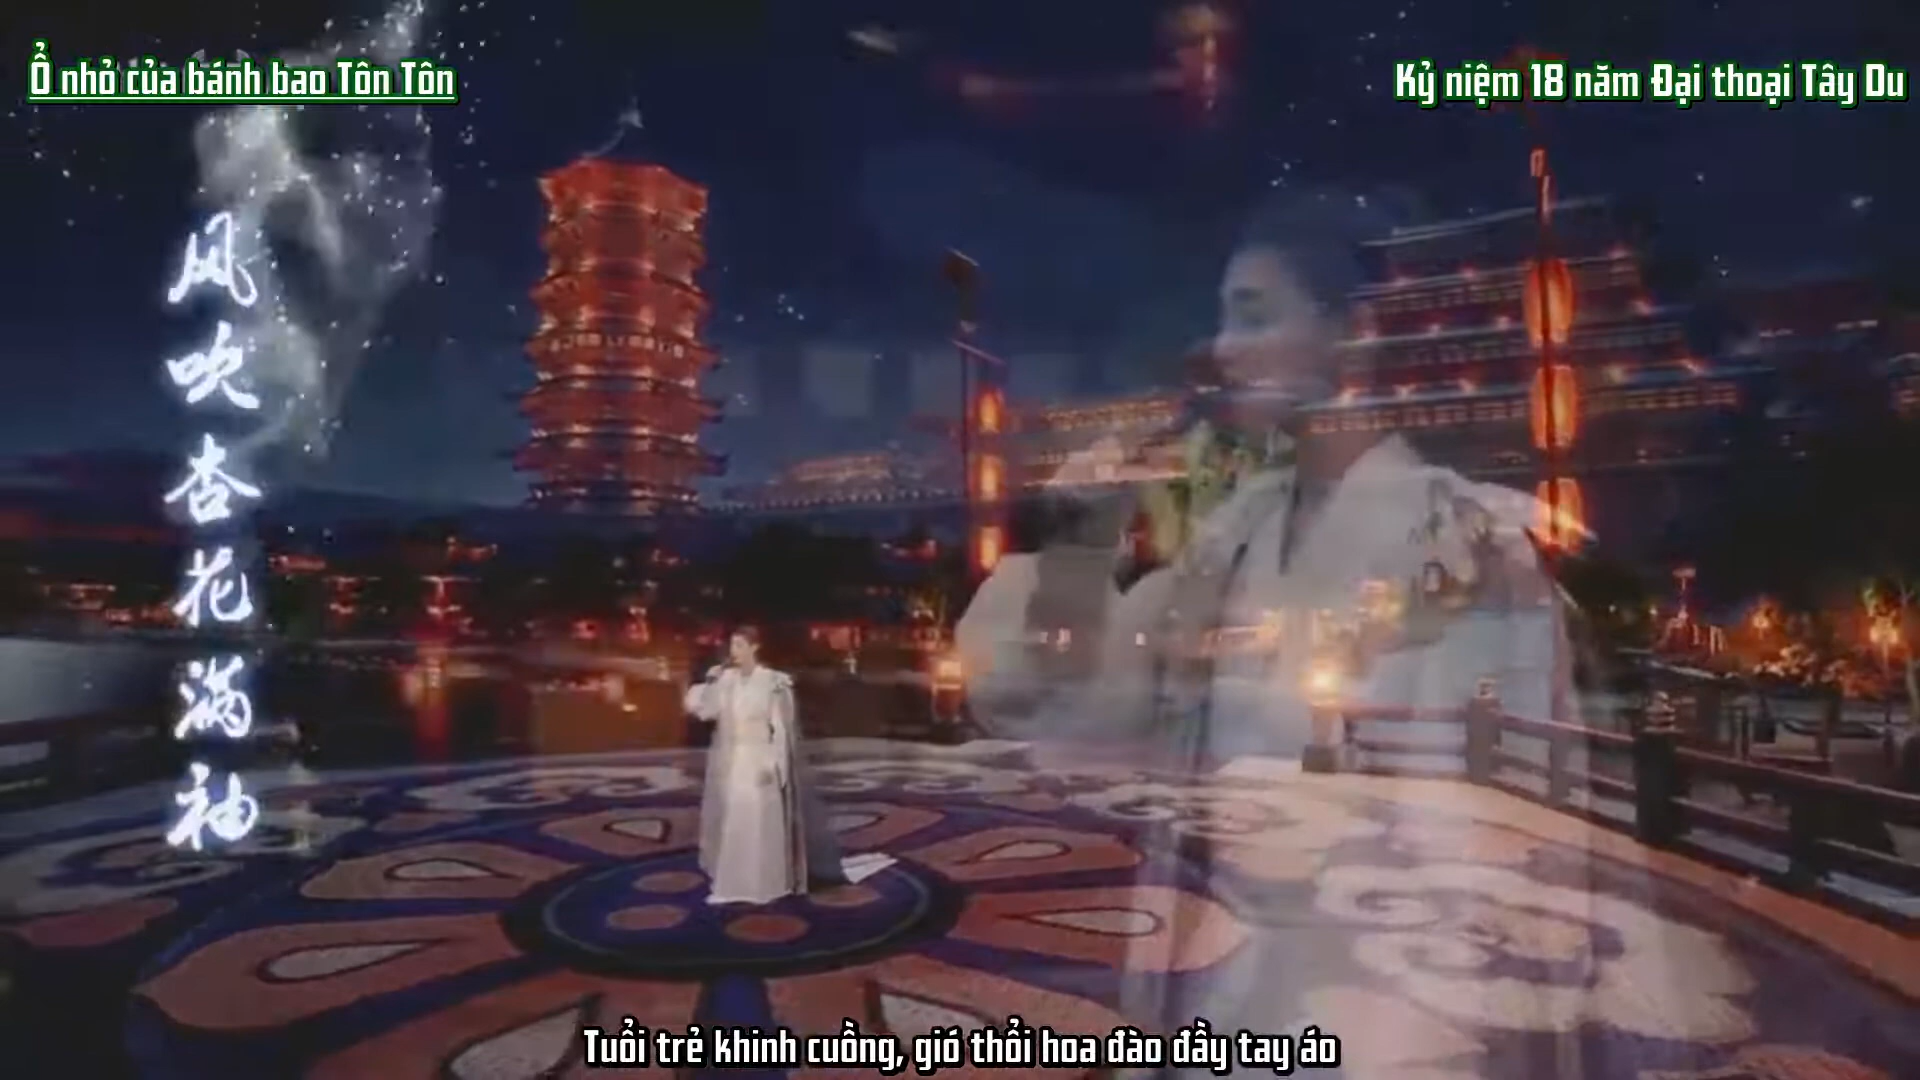 Ổ nhỏ của bánh bao Tôn Tôn
Kỷ niệm 18 năm Đại thoại Tây Du
风吹杏花满袖
Tuổi trẻ khinh cuồng, gió thổi hoa đào đầy tay áo